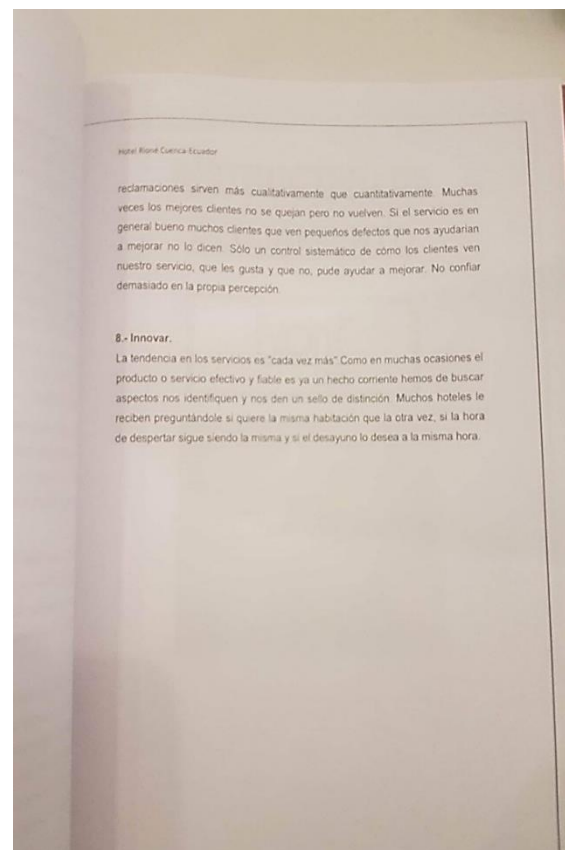 Hotel Rioné Cuenca-Ecuador
reclamaciones sirven más cualitativamente que cuantitativamente. Muchas
veces los mejores clientes no se quejan pero no vuelven. Si el servicio es en
general bueno muchos clientes que ven pequeños defectos que nos ayudarían
a mejorar no lo dicen. Sólo un control sistemático de cómo los clientes ven
nuestro servicio, que les gusta y que no, pude ayudar a mejorar. No confiar
demasiado en la propia percepción
8.- Innovar.
La tendencia en los servicios es "cada vez más" Como en muchas ocasiones el
producto o servicio efectivo y fiable es ya un hecho corriente hemos de buscar
aspectos nos identifiquen y nos den un sello de distinción. Muchos hoteles le
reciben preguntándole si quiere la misma habitación que la otra vez, si la hora
de despertar sigue siendo la misma y si el desayuno lo desea a la misma hora.